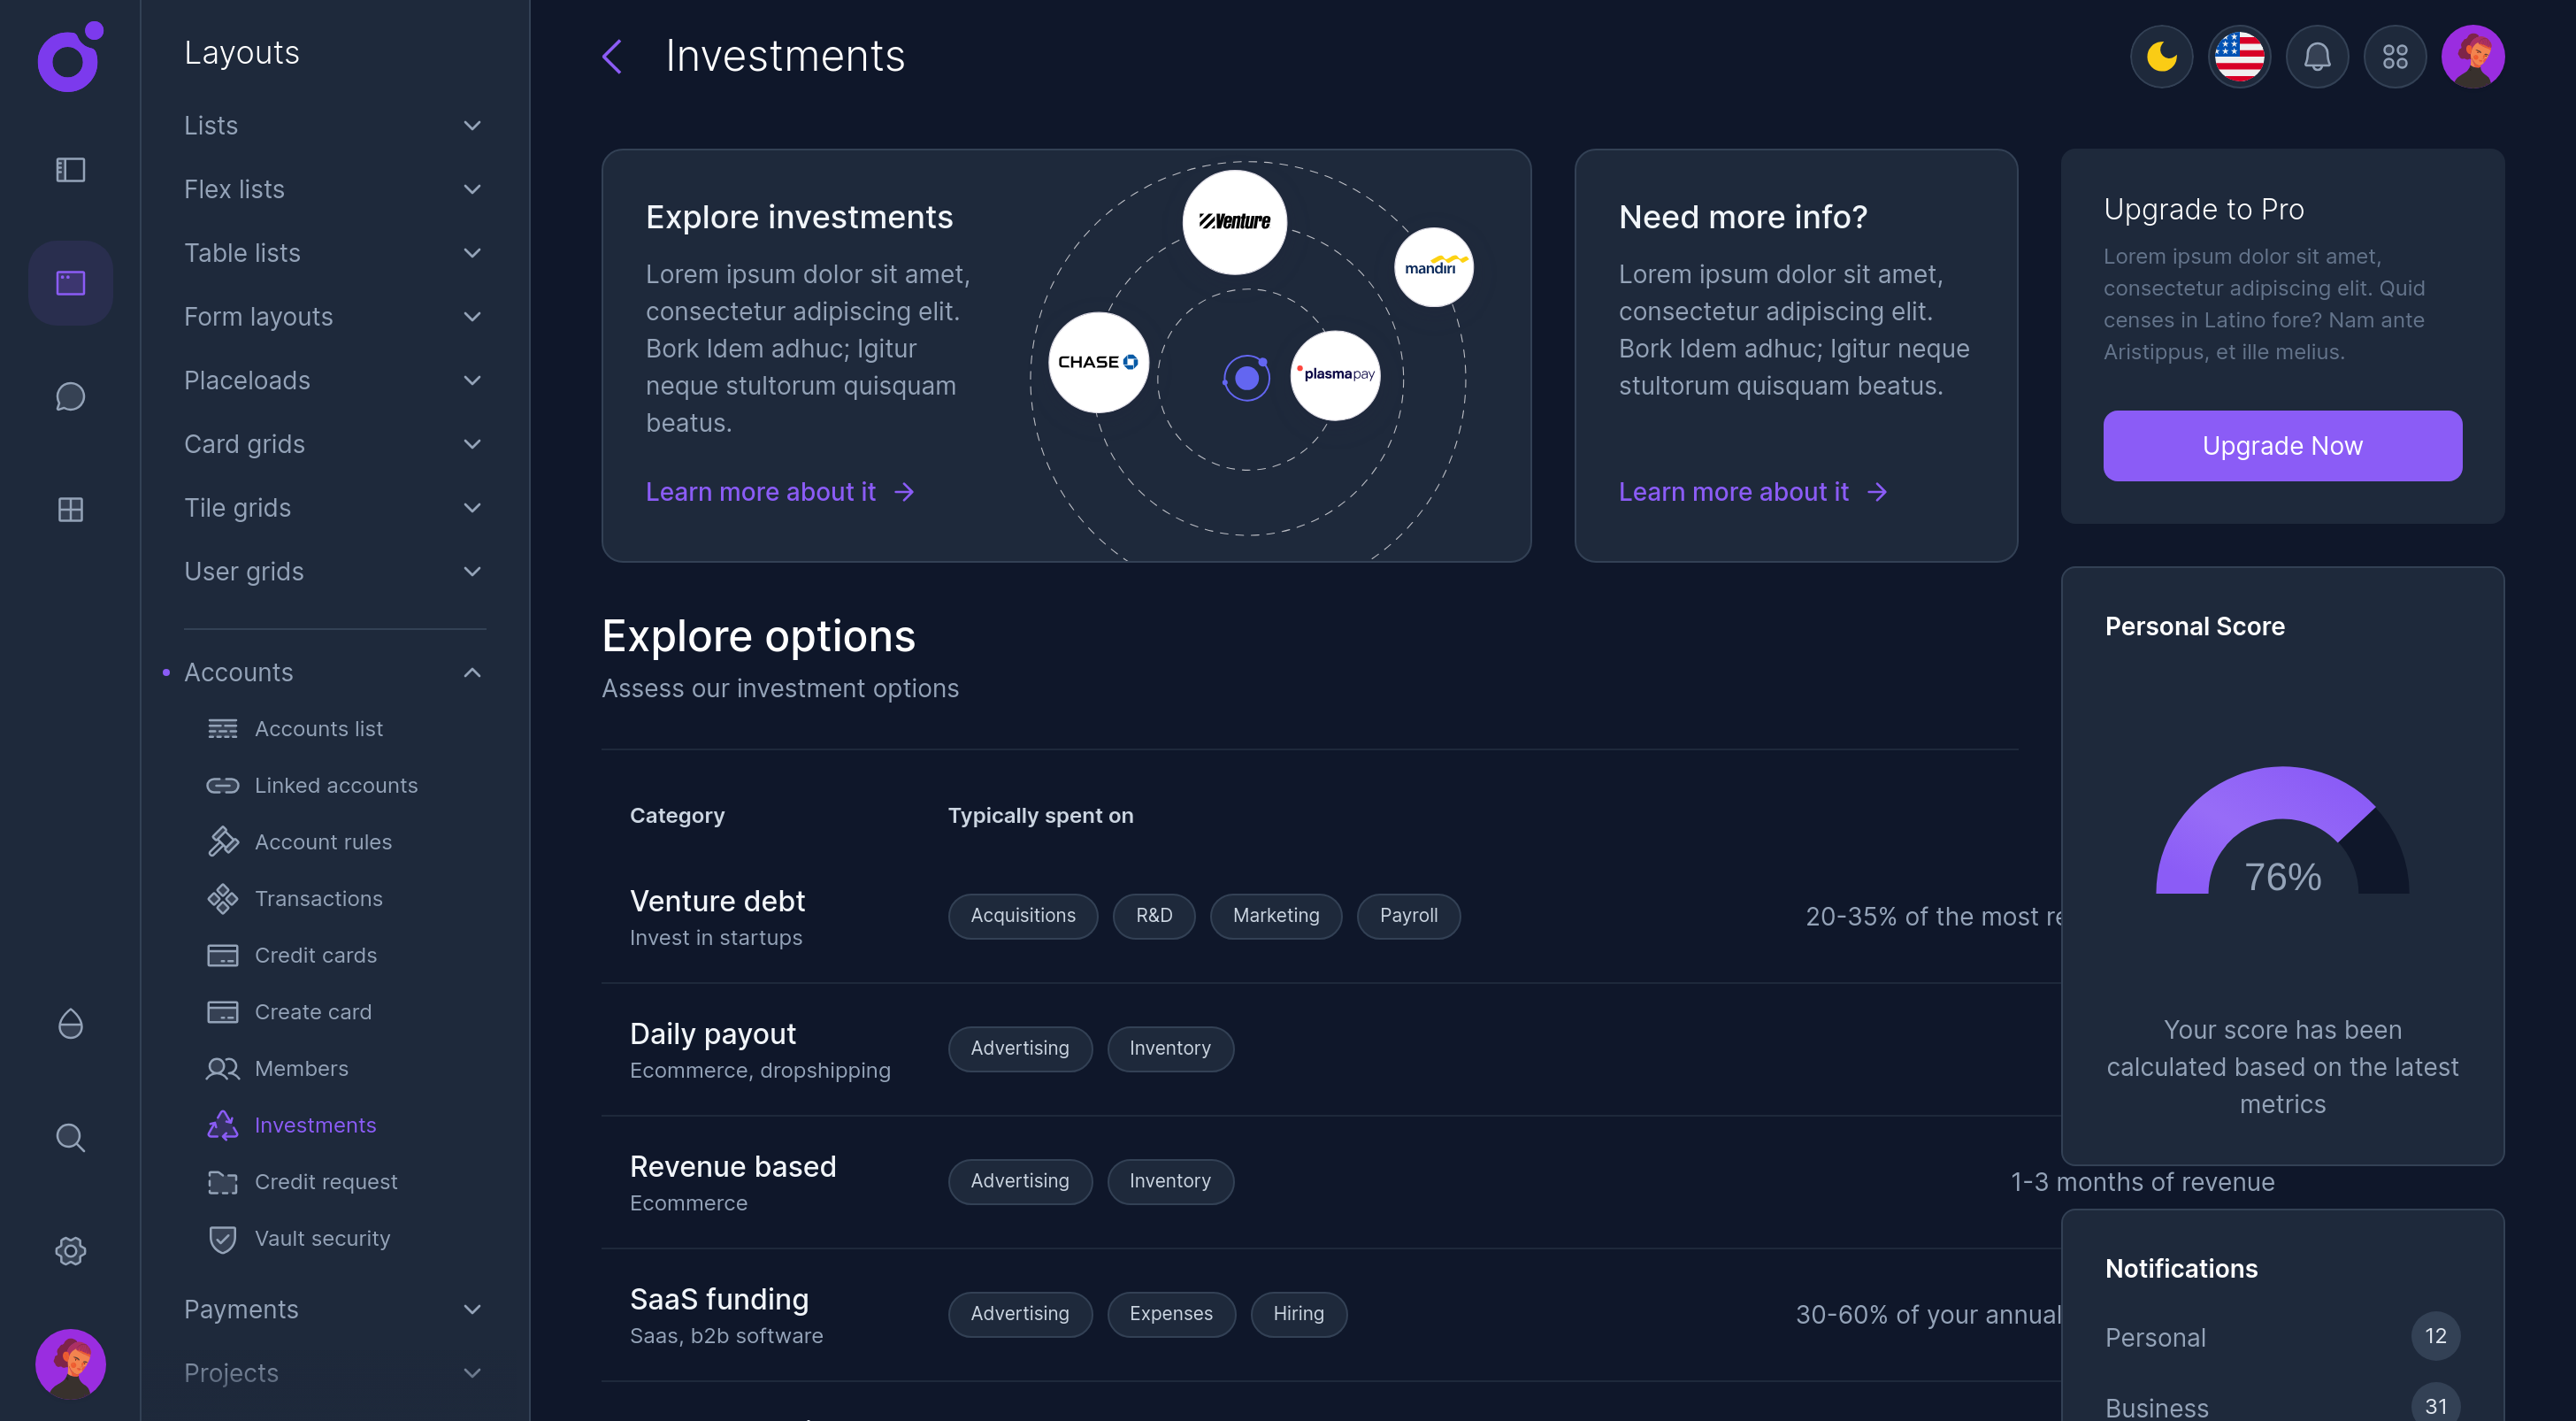 Layouts
Lists
Flex lists
Table lists
Form layouts
Placeloads
Card grids
Tile grids
User grids
Accounts
Accounts list
Linked accounts
Account rules
Transactions
Credit cards
Create card
Members
Investments
Credit request
Vault security
Payments
Projects
Investments
Explore investments
Lorem ipsum dolor sit amet,
consectetur adipiscing elit.
Bork Idem adhuc; Igitur
neque stultorum quisquam
beatus.
Learn more about it
Venture
mandırı
CHASE
plasmapay
Need more info?
Lorem ipsum dolor sit amet,
consectetur adipiscing elit.
Bork Idem adhuc; Igitur neque
stultorum quisquam beatus.
Learn more about it
Upgrade to Pro
Lorem ipsum dolor sit amet,
consectetur adipiscing elit. Quid
censes in Latino fore? Nam ante
Aristippus, et ille melius.
Upgrade Now
Explore options
Assess our investment options
Category Typically spent on
Venture debt
Invest in startups
Acquisitions R&D Marketing Payroll
20-35% of the most
Daily payout
Ecommerce, dropshipping
Advertising Inventory
Revenue based
Ecommerce
Advertising Inventory
1-3 months of revenue
SaaS funding
Saas, b2b software
Advertising Expenses Hiring
30-60% of your annual
Personal Score
76%
Your score has been
calculated based on the latest
metrics
Notifications
Personal 12
Business 31